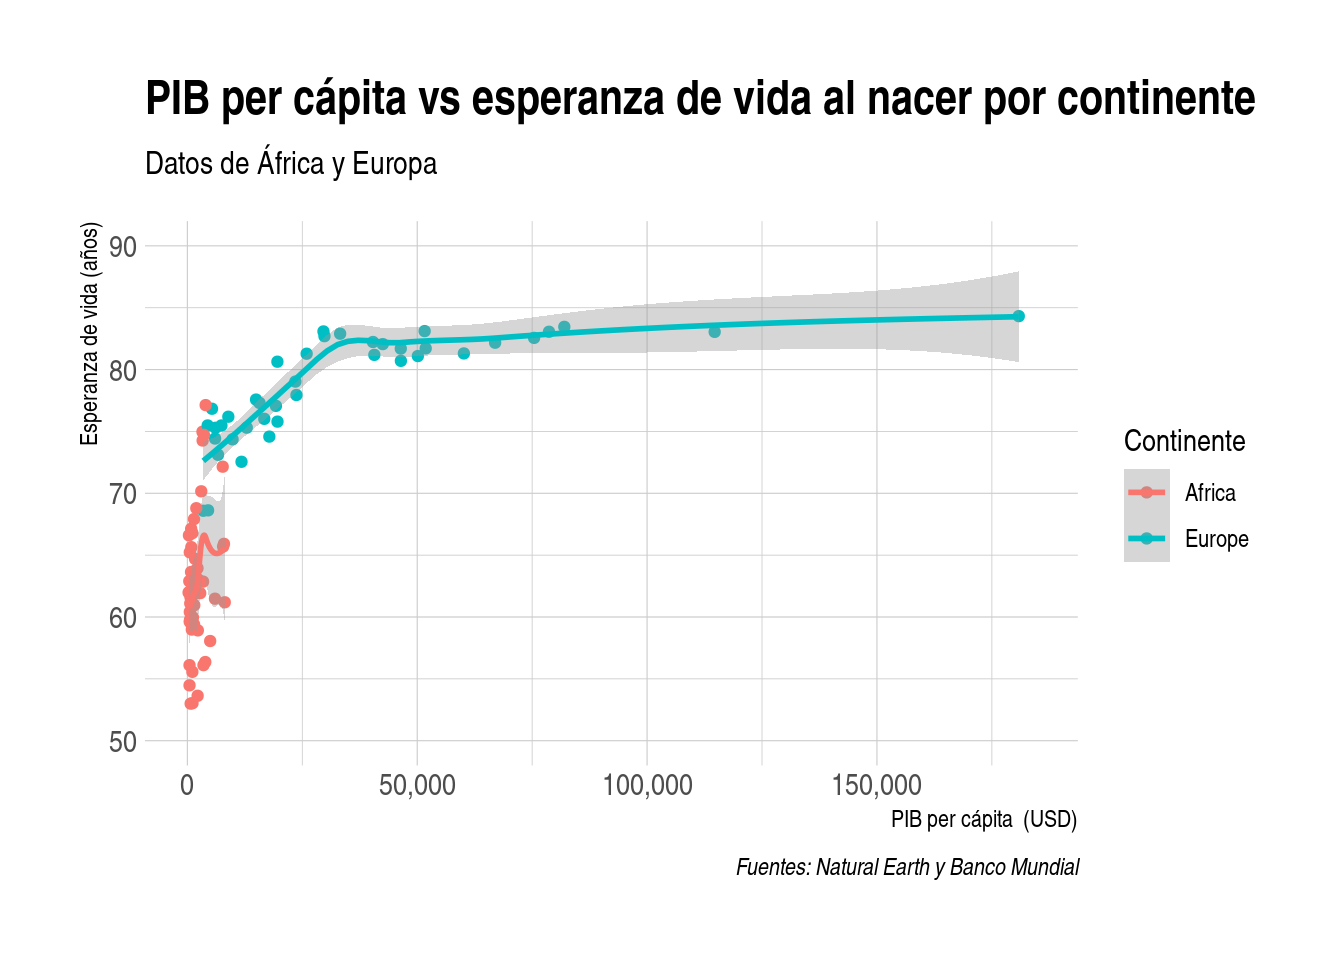 PIB per cápita vs esperanza de vida al nacer por continente
Datos de África y Europa
Esperanza de vida (años)
90
80
70
60
50
0
50,000
100,000
150,000
PIB per cápita  (USD)
Continente
Africa
Europe
Fuentes: Natural Earth y Banco Mundial